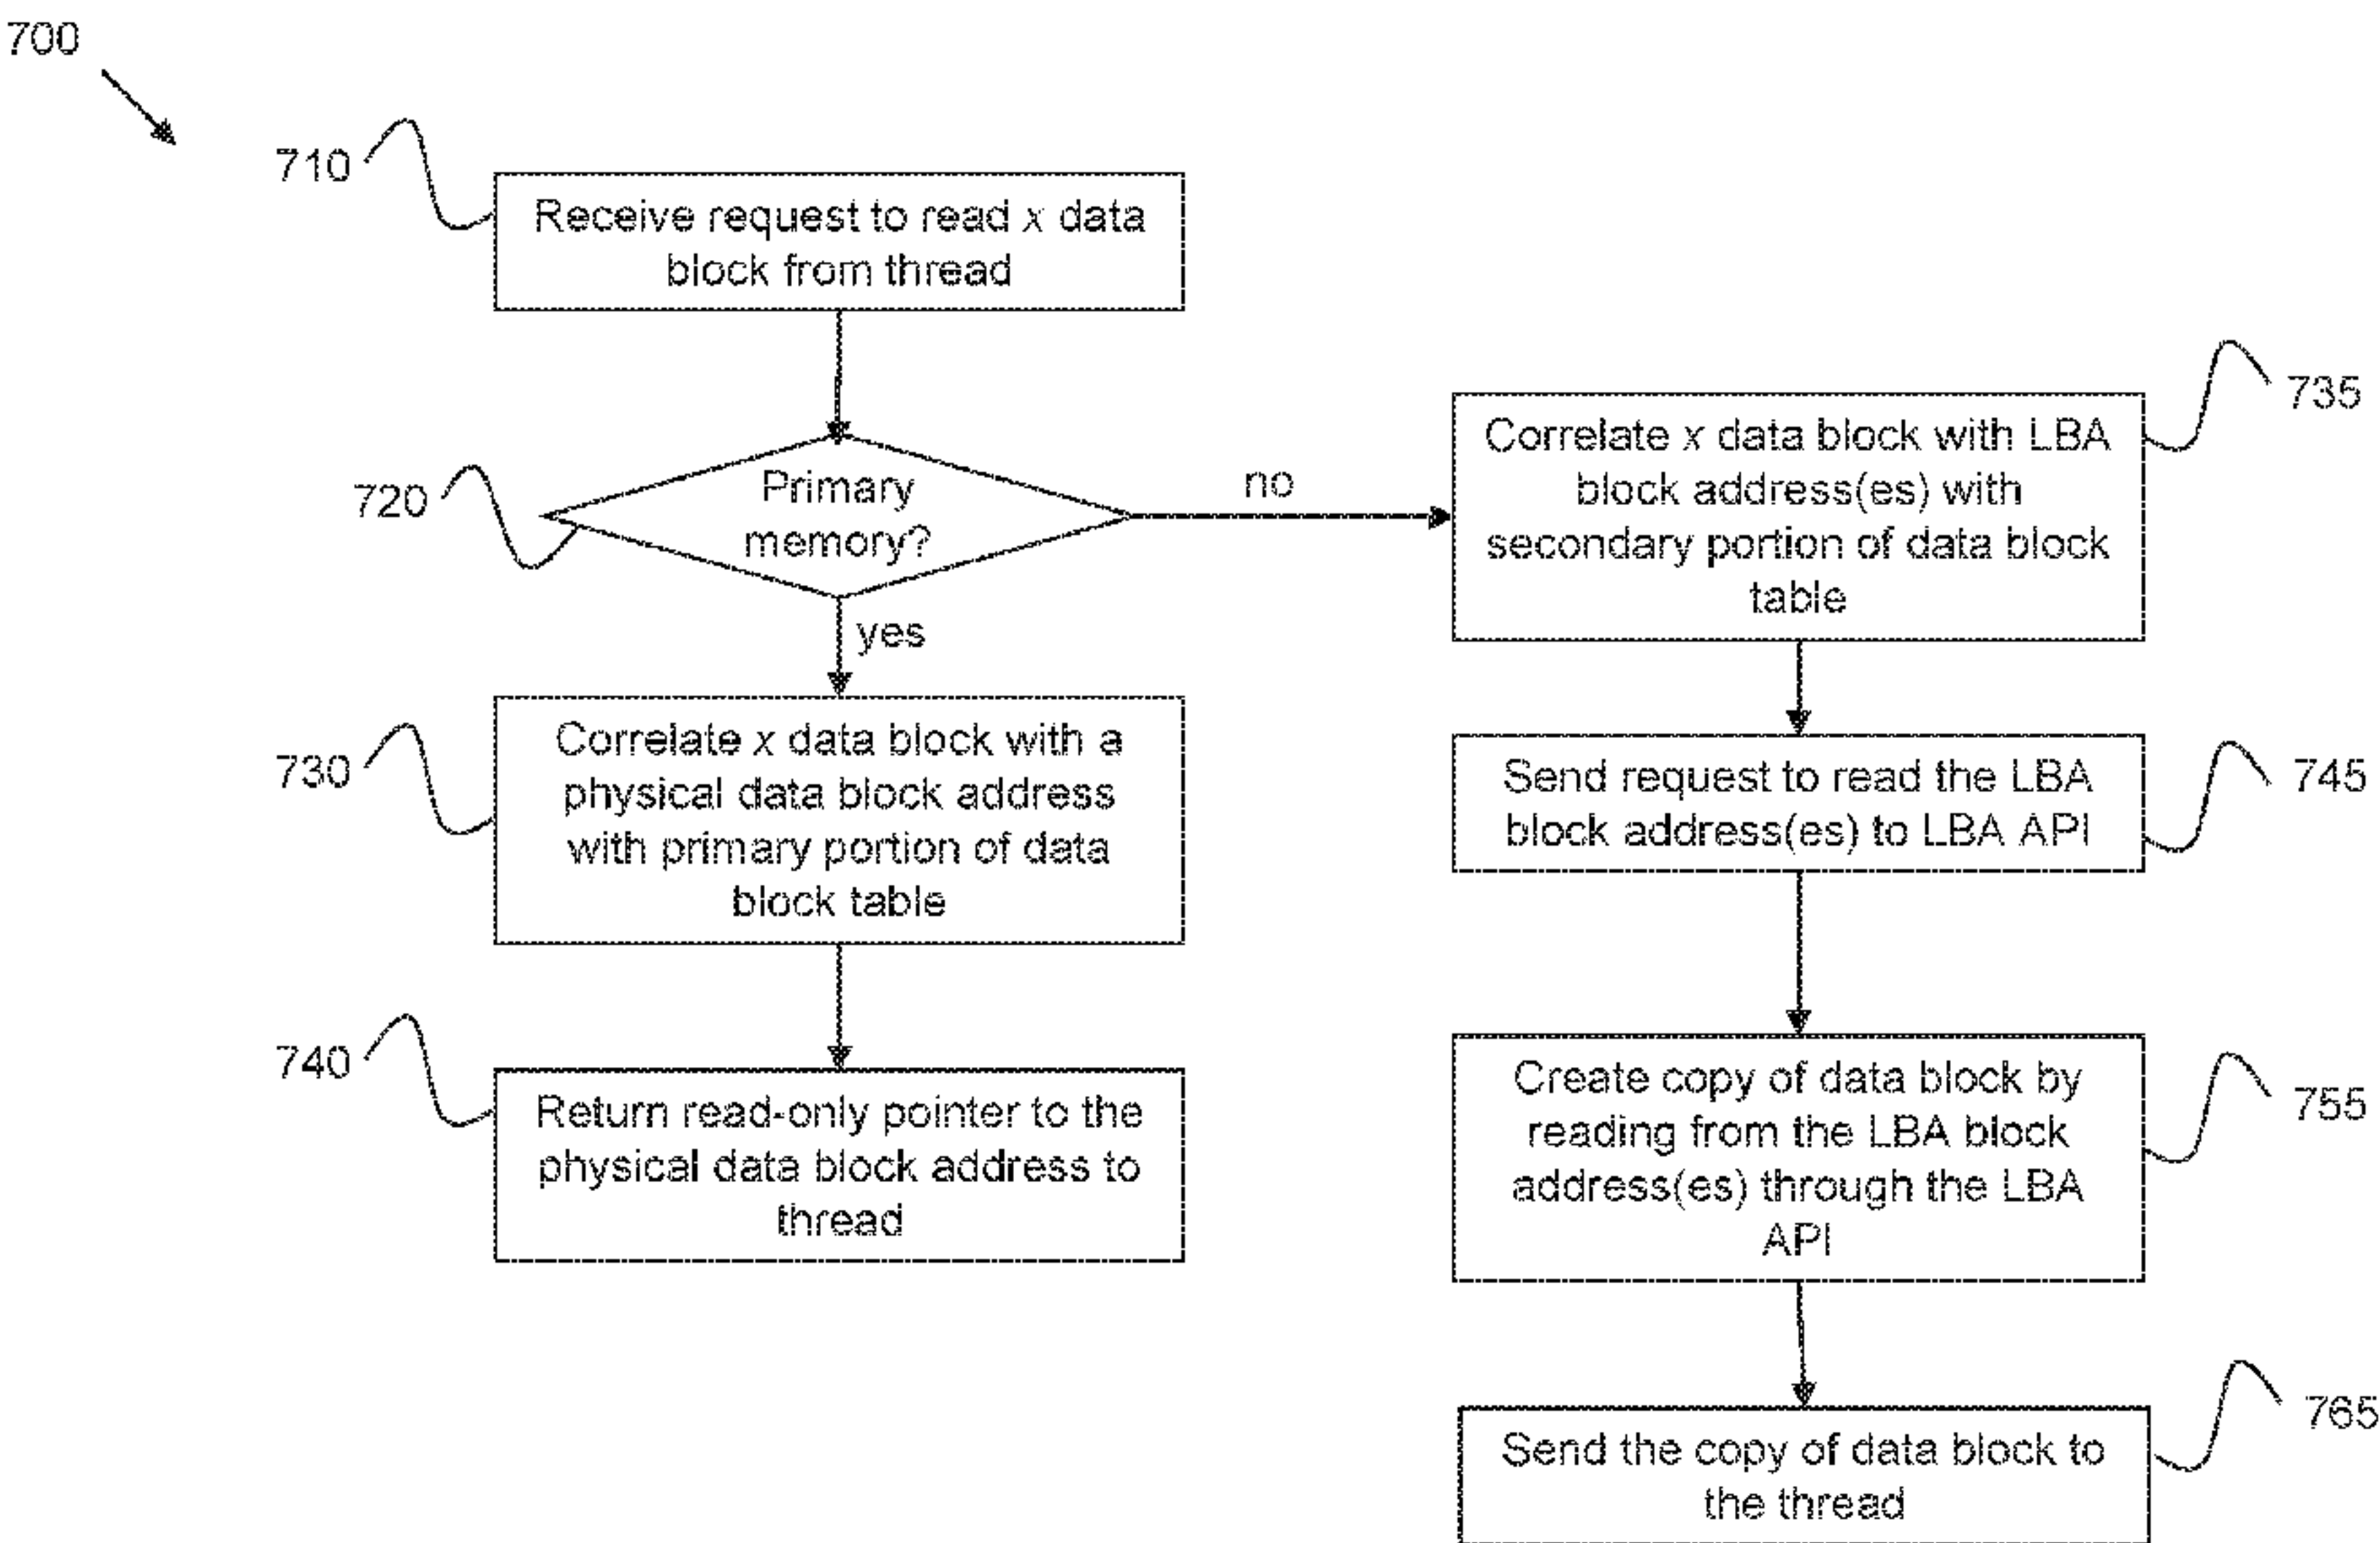 700
710
Receive request to read x data
block from thread
720
Primary
memory?
no
yes
735
Correlate x data block with LBA
block address(es) with
secondary portion of data block
table
730
Correlate x data block with a
physical data block address
with primary portion of data
block table
745
Send request to read the LBA
block address(es) to LBA API
740
Return read-only pointer to the
physical data block address to
thread
755
Create copy of data block by
reading from the LBA block
address(es) through the LBA
API
765
Send the copy of data block to
the thread